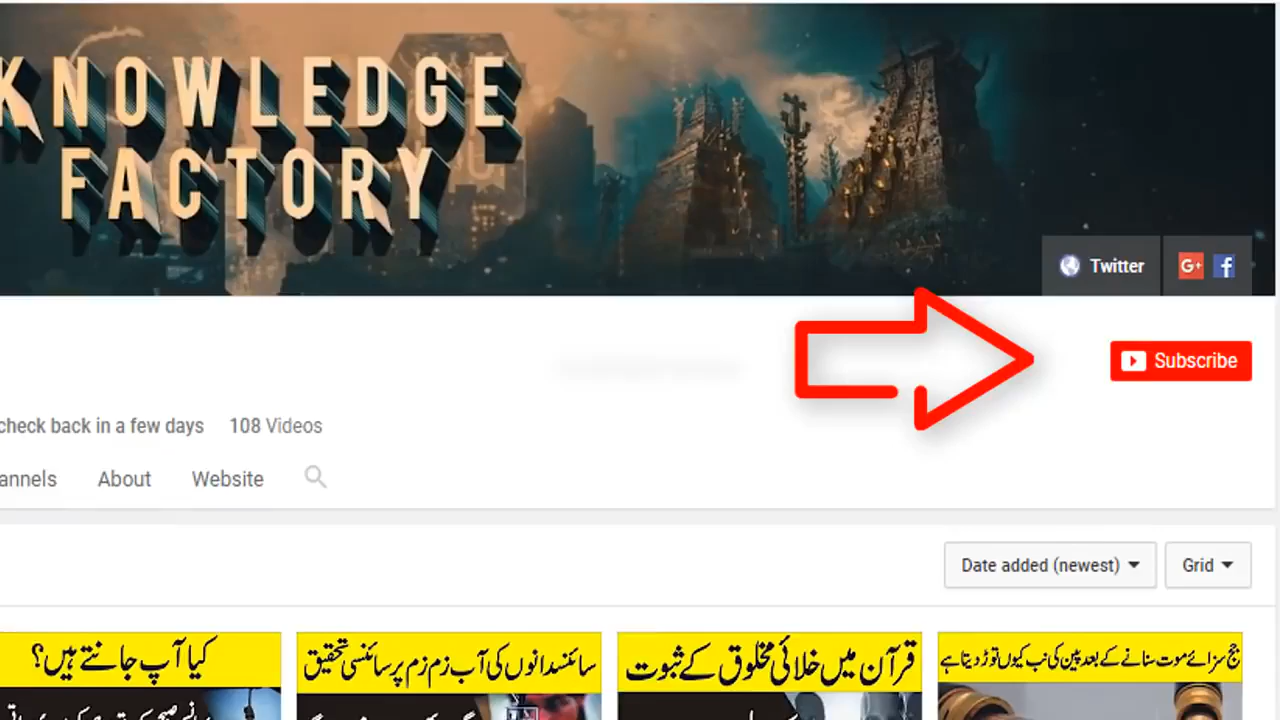 KNOWLEDGE
FACTORY
Twitter
Subscribe
check back in a few days 108 Videos
annels About Website
Date added (newest) Grid
کیا آپ جانتے ہیں؟
سائنسدانوں کی آب زم زم پر سائنسی تحقیق
قرآن میں خلائی مخلوق کے ثبوت
جج سزائے موت سنانے کے بعد پین کی نب کیوں توڑ دیتا ہے